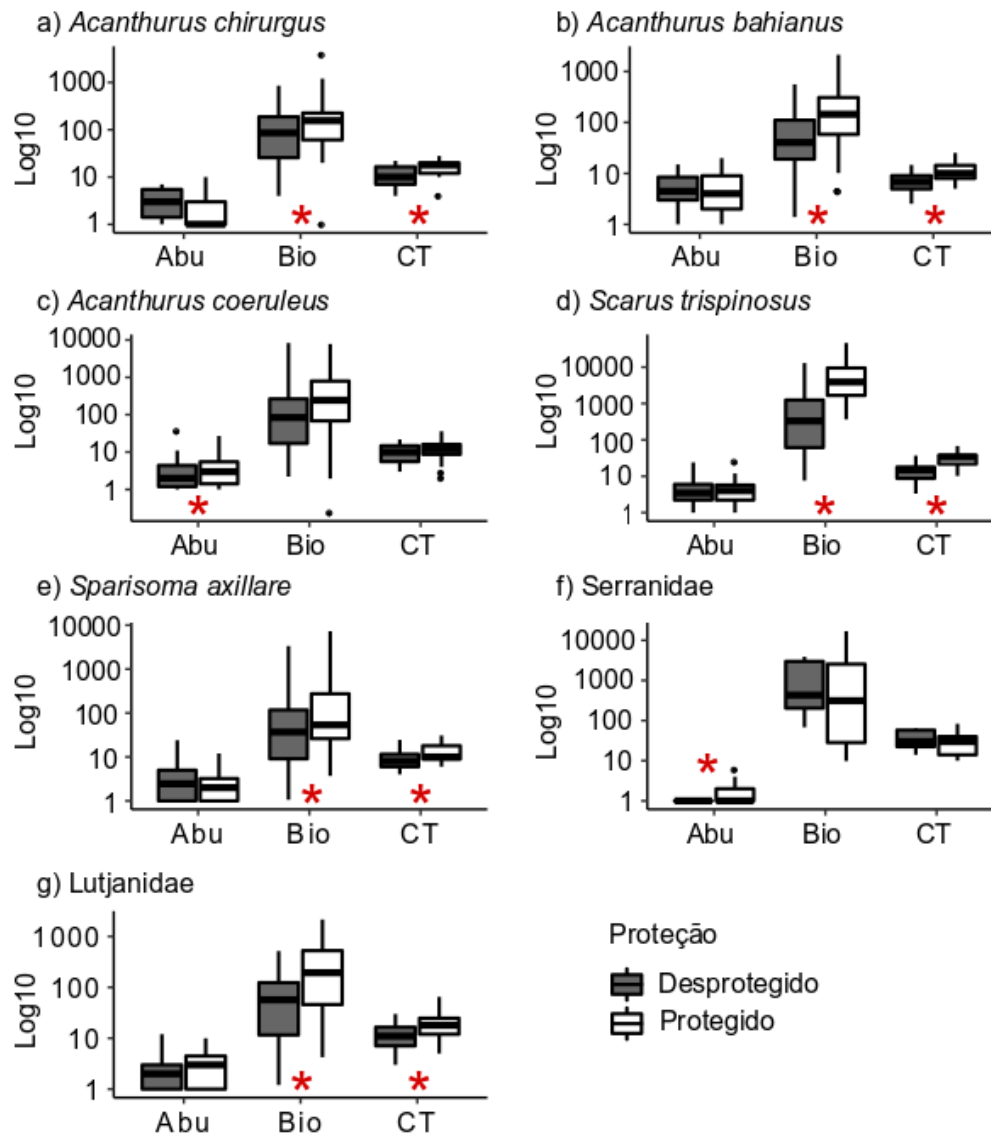 a) Acanthurus chirurgus
b) Acanthurus bahianus
Log10
1000
100
10
1
*
*
Abu Bio CT
Log10
1000
100
10
1
*
*
Abu Bio CT
c) Acanthurus coeruleus
d) Scarus trispinosus
Log10
10000
1000
100
10
1
*
Abu Bio CT
Log10
10000
1000
100
10
1
*
*
Abu Bio CT
e) Sparisoma axillare
f) Serranidae
Log10
10000
1000
100
10
1
*
*
Abu Bio CT
Log10
10000
1000
100
10
1
*
Abu Bio CT
g) Lutjanidae
Log10
1000
100
10
1
*
*
Abu Bio CT
Proteção
Desprotegido
Protegido